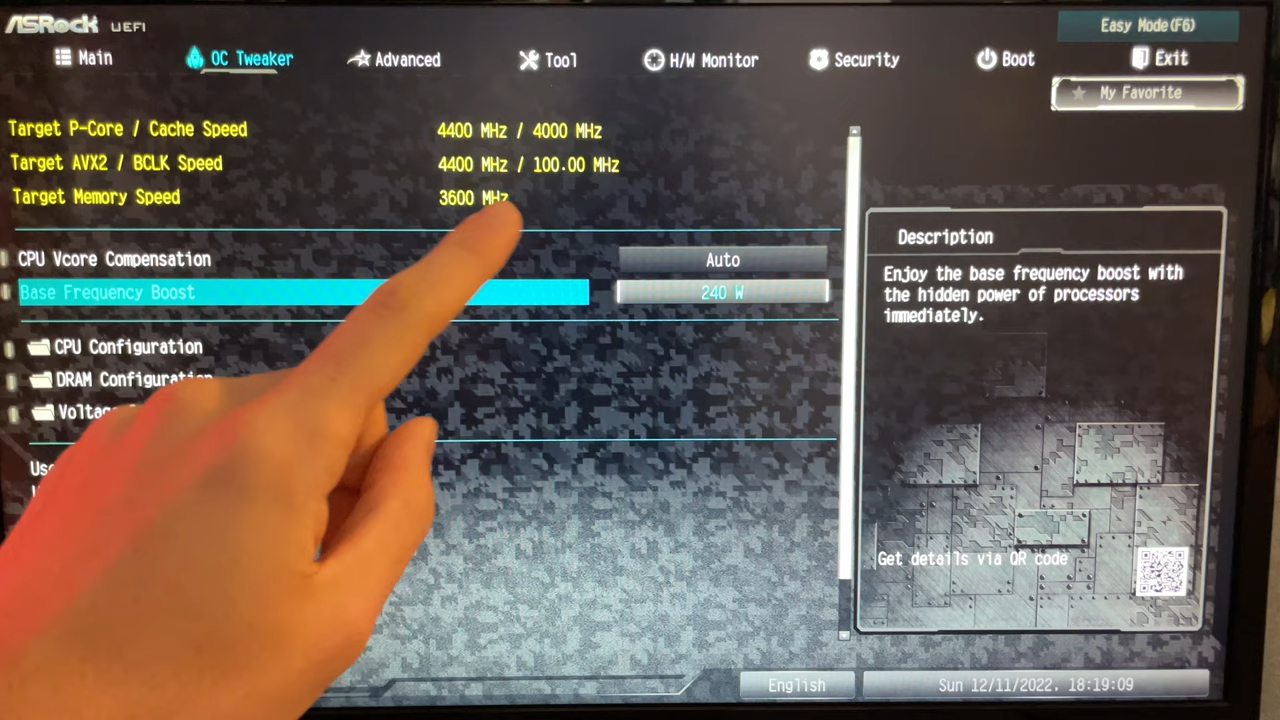 ASRock UEFI
Easy Mode(F6)
Main OC Tweaker Advanced Tool H/W Monitor Security Boot Exit
My Favorite
Target P-Core / Cache Speed 4400 MHz / 4000 MHz
Target AVX2 / BCLK Speed 4400 MHz / 100.00 MHz
Target Memory Speed 3600 MHz
CPU Vcore Compensation Auto
Base Frequency Boost 240 W
CPU Configuration
DRAM Configuration
Description
Enjoy the base frequency boost with
the hidden power of processors
immediately.
Get details via QR code
English
Sun 12/11/2022, 18:19:09